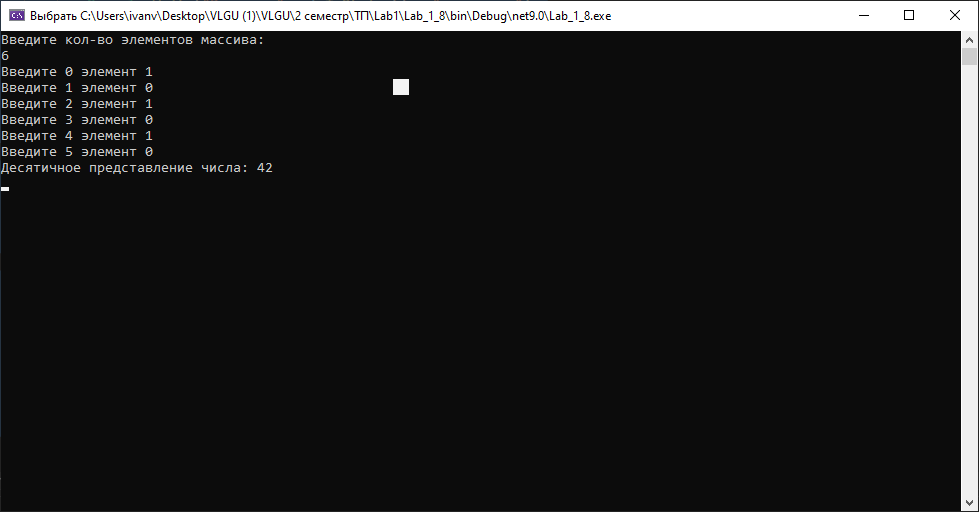 Выбрать C:\Users\ivanv\Desktop\VLGU (1)\VLGU\2 семестр\ТП\Lab1\Lab_1_8\bin\Debug\net9.0\Lab_1_8.exe
Введите кол-во элементов массива:
6
Введите 0 элемент 1
Введите 1 элемент 0
Введите 2 элемент 1
Введите 3 элемент 0
Введите 4 элемент 1
Введите 5 элемент 0
Десятичное представление числа: 42